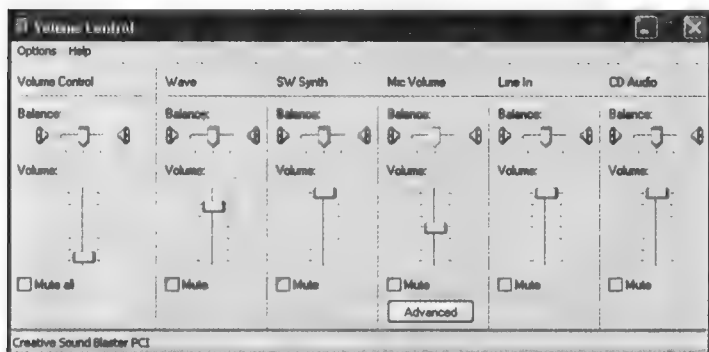 Volume Control
Options Help
Volume Control Wave SW Synth Mic Volume Line In CD Audio
Balance: Balance: Balance: Balance: Balance: Balance:
Volume: Volume: Volume: Volume: Volume: Volume:
Mute all Mute Mute Mute Mute Mute
Advanced
Creative Sound Blaster PCI